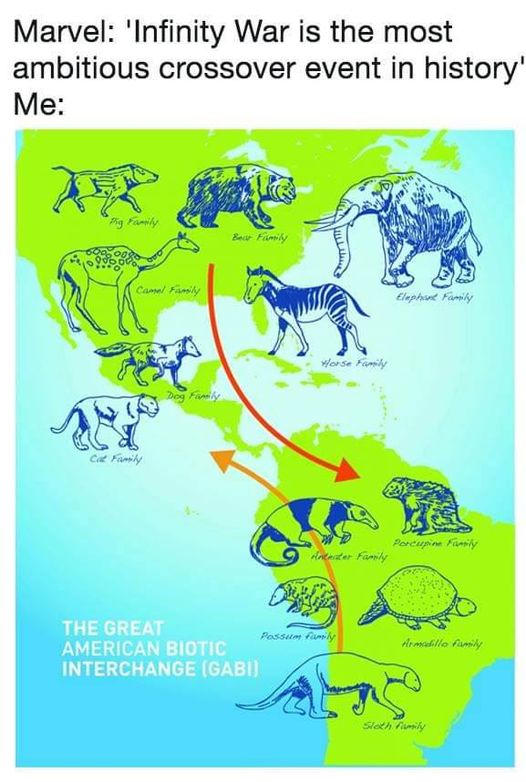 Marvel: 'Infinity War is the most
ambitious crossover event in history'
Me:
Pig Family
Bear Family
Camel Family
Elephant Family
Horse Family
Dog Family
Cat Family
Porcupine Family
Anteater Family
Possum family
Armadillo family
Sloth family
THE GREAT
AMERICAN BIOTIC
INTERCHANGE (GABI)